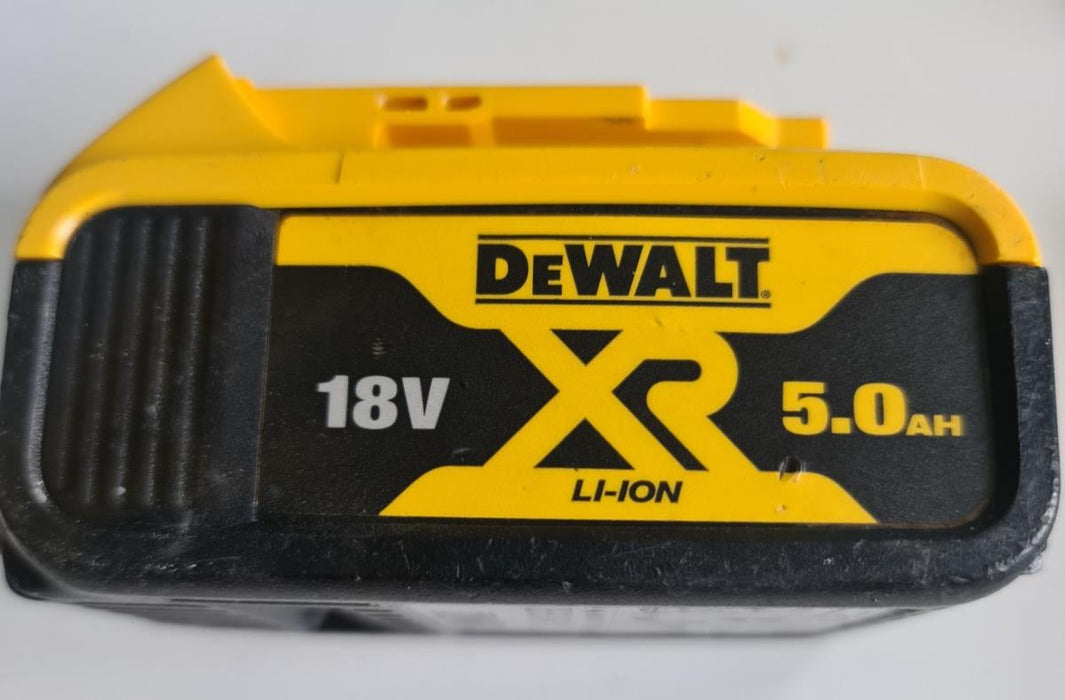 DEWALT®
XR
18V
5.0AH
LI-ION